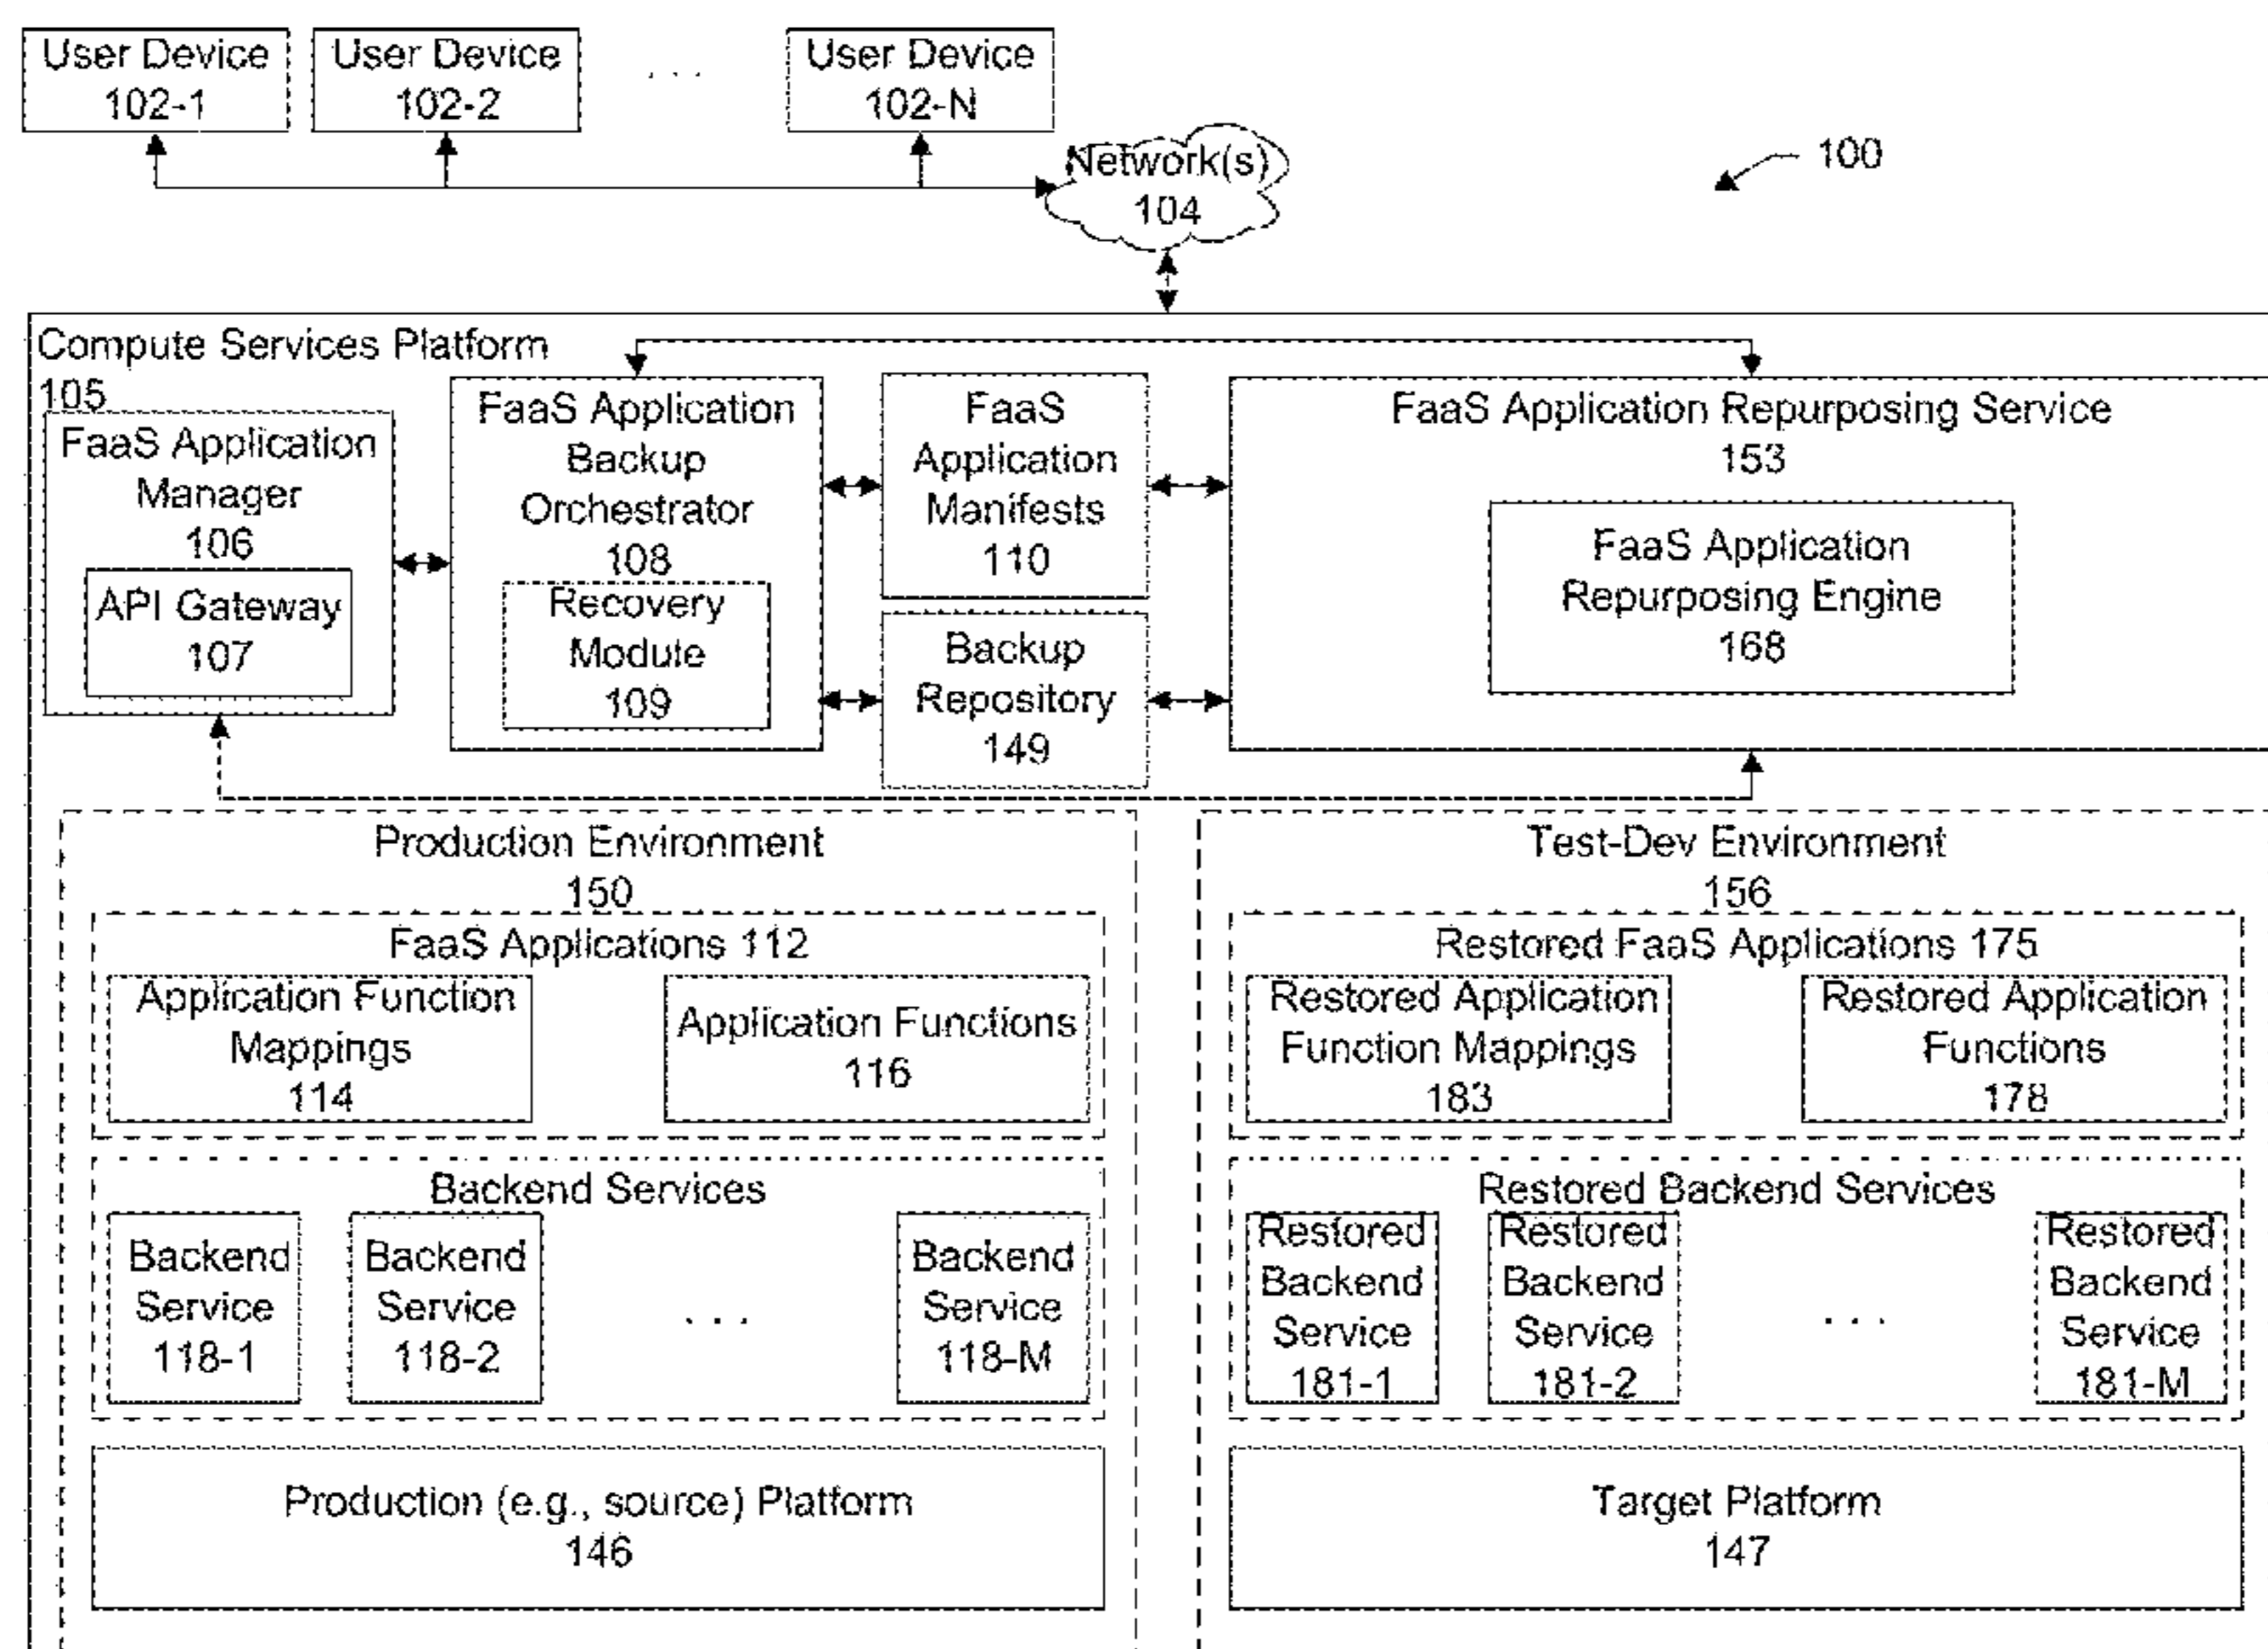 User Device
102-1
User Device
102-2
. . .
User Device
102-N
Network(s)
104
100
Compute Services Platform
105
FaaS Application
Manager
106
API Gateway
107
FaaS Application
Backup
Orchestrator
108
Recovery
Module
109
FaaS
Application
Manifests
110
Backup
Repository
149
FaaS Application Repurposing Service
153
FaaS Application
Repurposing Engine
168
Production Environment
150
FaaS Applications 112
Application Function
Mappings
114
Application Functions
116
Backend Services
Backend
Service
118-1
Backend
Service
118-2
. . .
Backend
Service
118-M
Production (e.g., source) Platform
146
Test-Dev Environment
156
Restored FaaS Applications 175
Restored Application
Function Mappings
183
Restored Application
Functions
178
Restored Backend Services
Restored
Backend
Service
181-1
Restored
Backend
Service
181-2
. . .
Restored
Backend
Service
181-M
Target Platform
147